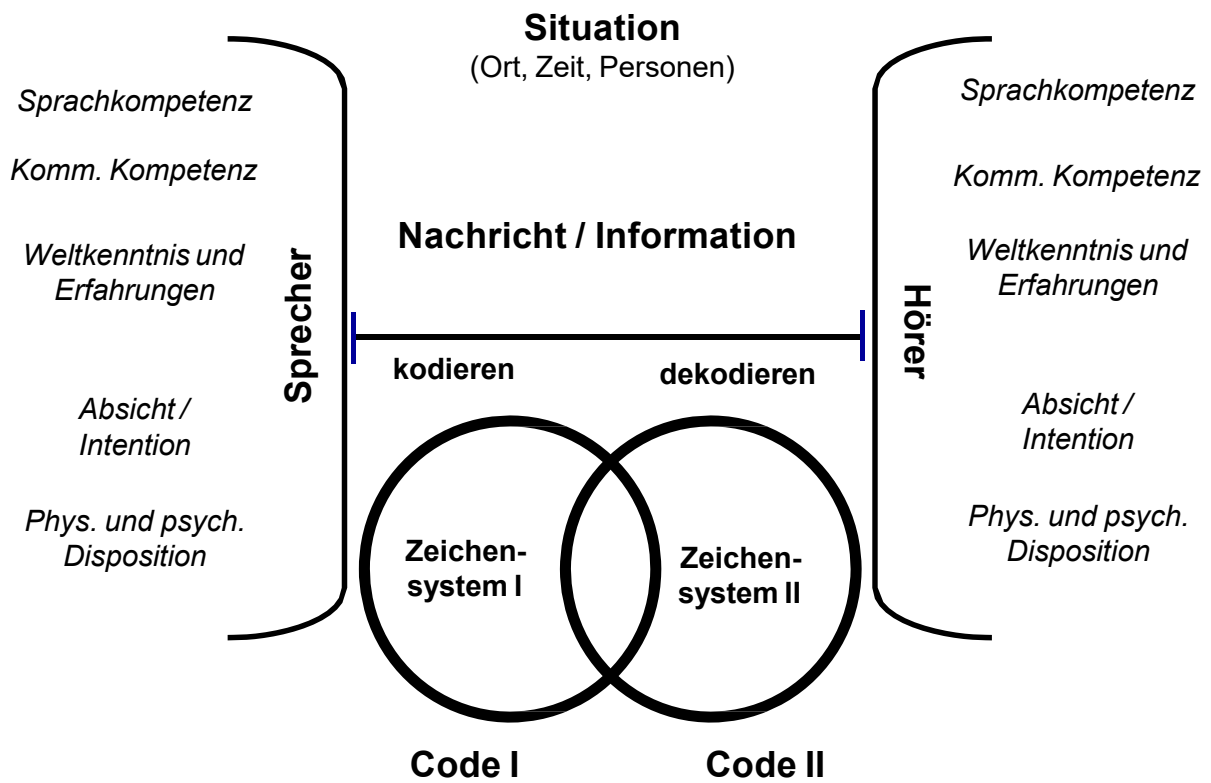 Situation
(Ort, Zeit, Personen)
Sprachkompetenz
Komm. Kompetenz
Weltkenntnis und
Erfahrungen
Absicht /
Intention
Phys. und psych.
Disposition
Sprecher
Nachricht / Information
kodieren
dekodieren
Zeichen-
system I
Zeichen-
system II
Code I
Code II
Hörer
Sprachkompetenz
Komm. Kompetenz
Weltkenntnis und
Erfahrungen
Absicht /
Intention
Phys. und psych.
Disposition